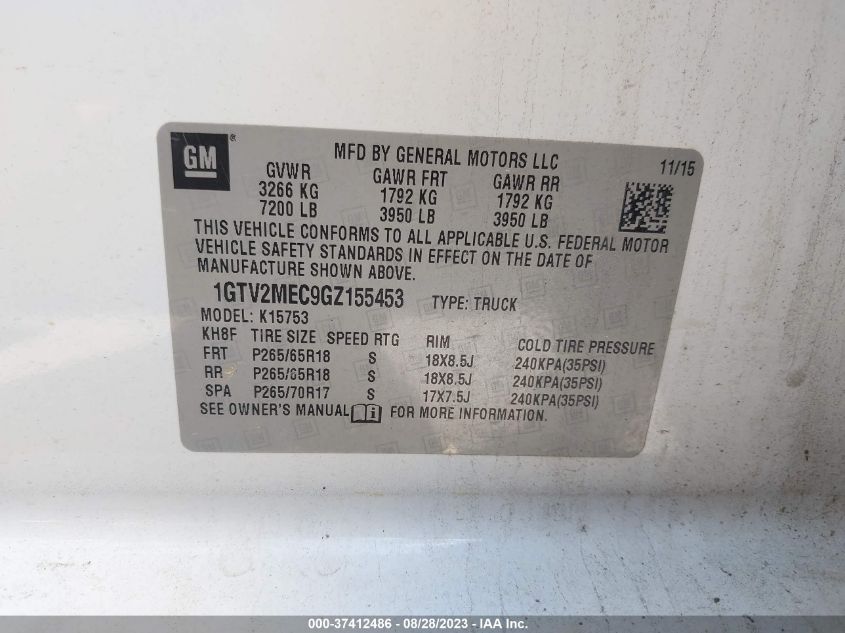 GM ®
MFD BY GENERAL MOTORS LLC 11/15
GVWR GAWR FRT GAWR RR
3266 KG 1792 KG 1792 KG
7200 LB 3950 LB 3950 LB
THIS VEHICLE CONFORMS TO ALL APPLICABLE U.S. FEDERAL MOTOR
VEHICLE SAFETY STANDARDS IN EFFECT ON THE DATE OF
MANUFACTURE SHOWN ABOVE.
1GTV2MEC9GZ155453 TYPE: TRUCK
MODEL: K15753
KH8F TIRE SIZE SPEED RTG RIM COLD TIRE PRESSURE
FRT P265/65R18 S 18X8.5J 240KPA(35PSI)
RR P265/65R18 S 18X8.5J 240KPA(35PSI)
SPA P265/70R17 S 17X7.5J 240KPA(35PSI)
SEE OWNER'S MANUAL FOR MORE INFORMATION.
000-37412486 - 08/28/2023 - IAA Inc.